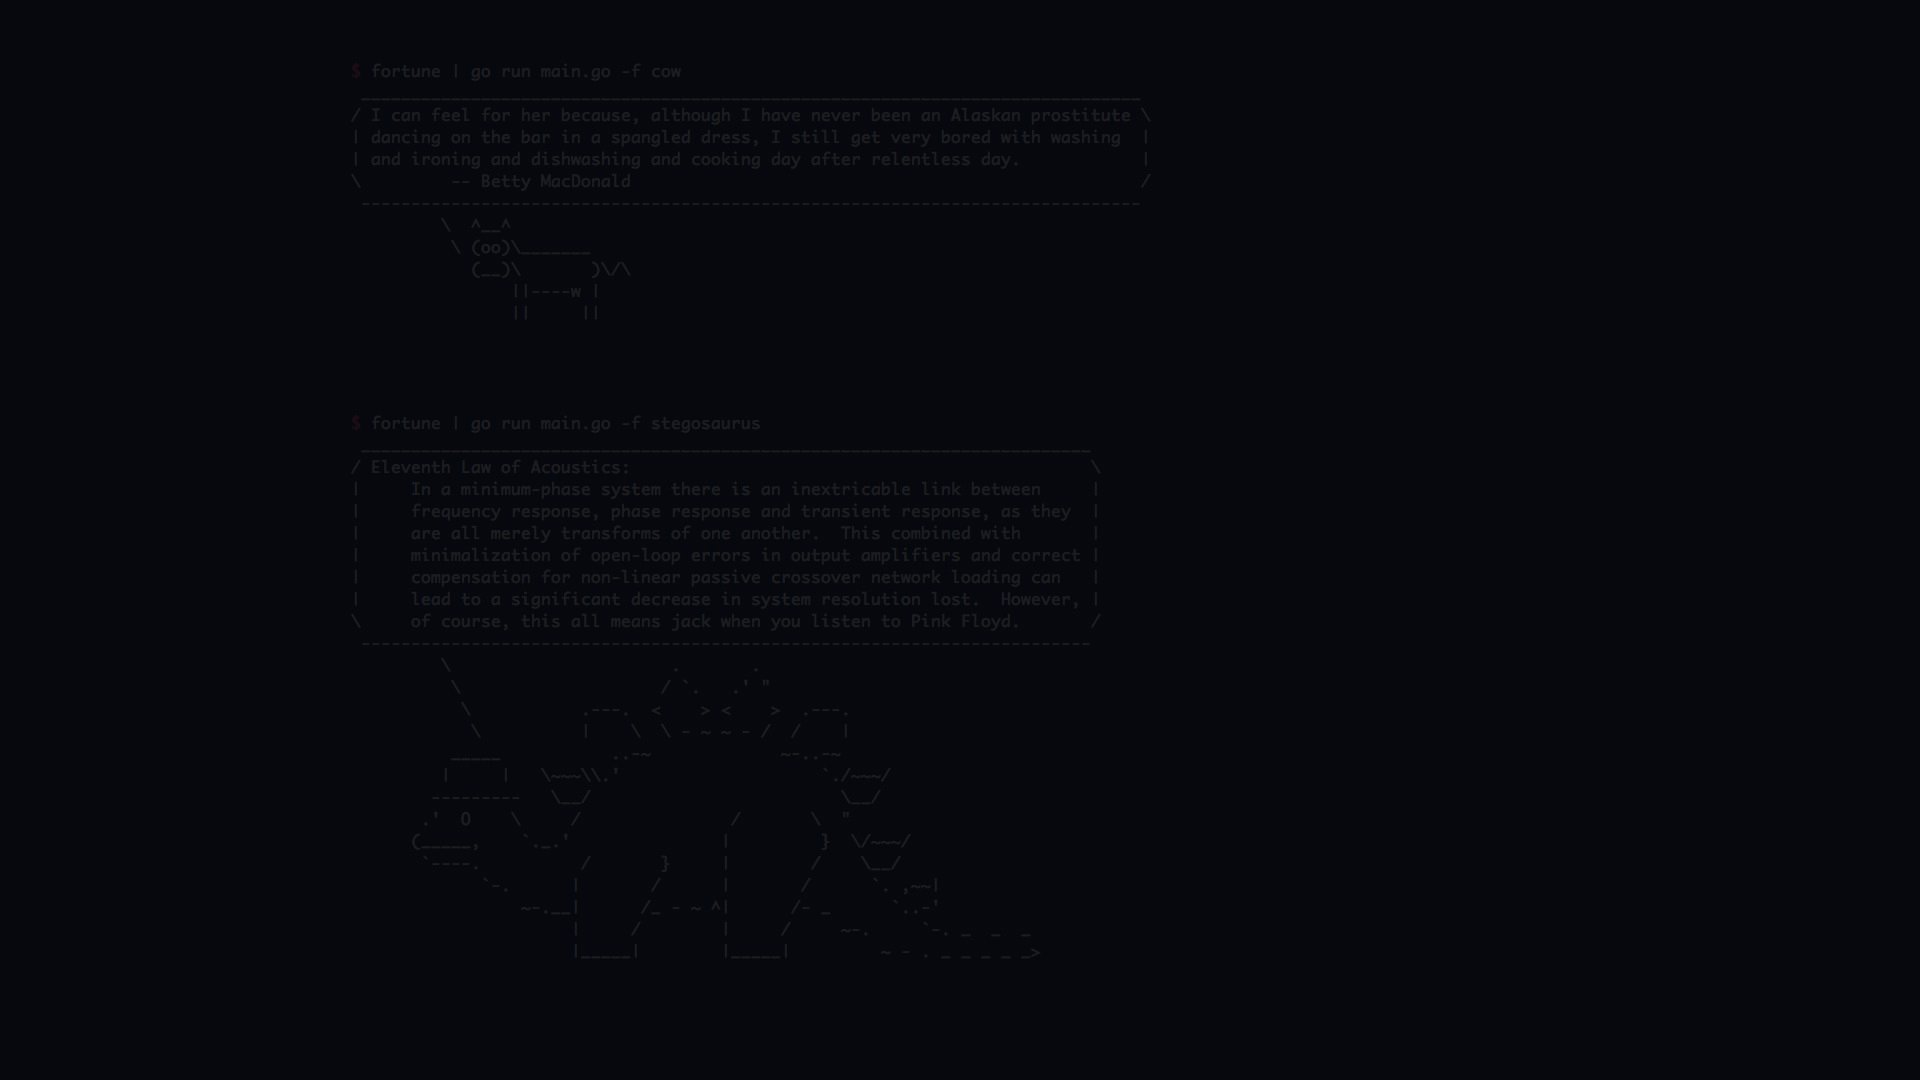 $ fortune | go run main.go -f cow
/ I can feel for her because, although I have never been an Alaskan prostitute \
| dancing on the bar in a spangled dress, I still get very bored with washing  |
| and ironing and dishwashing and cooking day after relentless day.            |
\         -- Betty MacDonald                                                   /
$ fortune | go run main.go -f stegosaurus
/ Eleventh Law of Acoustics:                                              \
|     In a minimum-phase system there is an inextricable link between     |
|     frequency response, phase response and transient response, as they  |
|     are all merely transforms of one another.  This combined with       |
|     minimalization of open-loop errors in output amplifiers and correct |
|     compensation for non-linear passive crossover network loading can   |
|     lead to a significant decrease in system resolution lost.  However, |
\     of course, this all means jack when you listen to Pink Floyd.       /